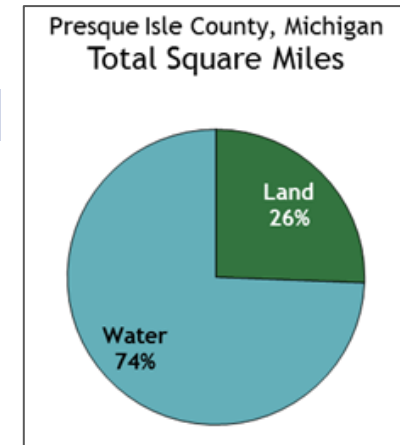 Presque Isle County, Michigan
Total Square Miles
Land
26%
Water
74%